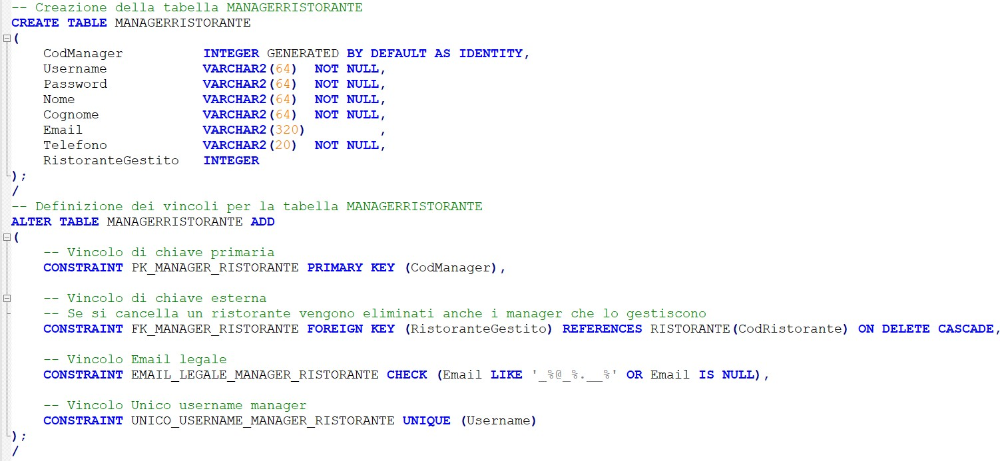 -- Creazione della tabella MANAGERRISTORANTE
CREATE TABLE MANAGERRISTORANTE
(
    CodManager          INTEGER GENERATED BY DEFAULT AS IDENTITY,
    Username            VARCHAR2(64)  NOT NULL,
    Password            VARCHAR2(64)  NOT NULL,
    Nome                VARCHAR2(64)  NOT NULL,
    Cognome             VARCHAR2(64)  NOT NULL,
    Email               VARCHAR2(320)         ,
    Telefono            VARCHAR2(20)  NOT NULL,
    RistoranteGestito   INTEGER
);
/
-- Definizione dei vincoli per la tabella MANAGERRISTORANTE
ALTER TABLE MANAGERRISTORANTE ADD
(
    -- Vincolo di chiave primaria
    CONSTRAINT PK_MANAGER_RISTORANTE PRIMARY KEY (CodManager),

    -- Vincolo di chiave esterna
    -- Se si cancella un ristorante vengono eliminati anche i manager che lo gestiscono
    CONSTRAINT FK_MANAGER_RISTORANTE FOREIGN KEY (RistoranteGestito) REFERENCES RISTORANTE(CodRistorante) ON DELETE CASCADE,

    -- Vincolo Email legale
    CONSTRAINT EMAIL_LEGALE_MANAGER_RISTORANTE CHECK (Email LIKE '_%@_%.__%' OR Email IS NULL),

    -- Vincolo Unico username manager
    CONSTRAINT UNICO_USERNAME_MANAGER_RISTORANTE UNIQUE (Username)
);
/